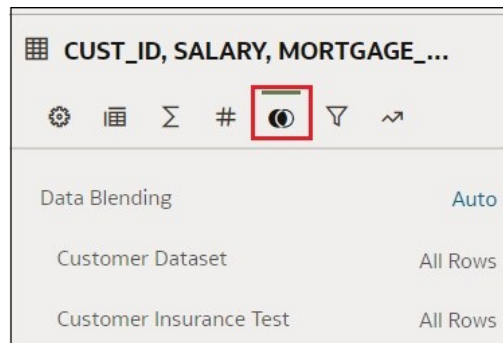 CUST_ID, SALARY, MORTGAGE_...
Σ #
Data Blending Auto
Customer Dataset All Rows
Customer Insurance Test All Rows